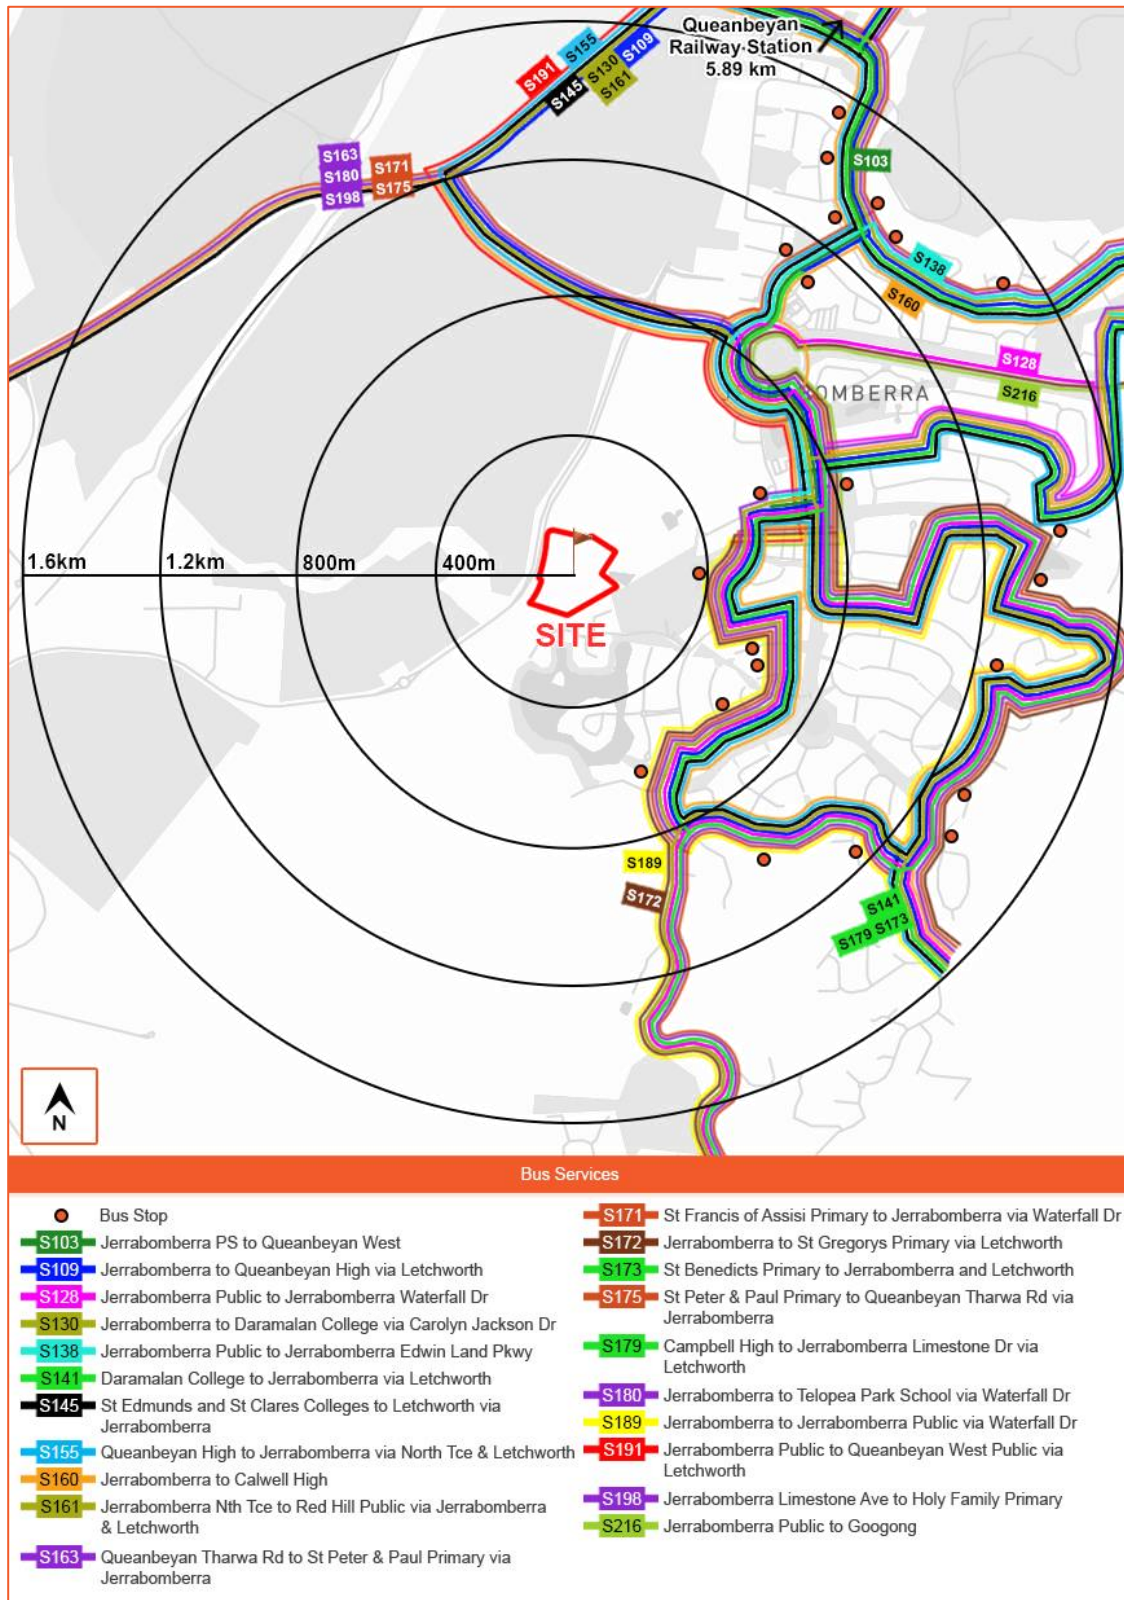 Queanbeyan
Railway Station
5.89 km
S155
S109
S191
S130
S145
S161
S163
S171
S180
S175
S198
S103
S138
S160
S128
S216
OMBERRA
1.6km
1.2km
800m
400m
SITE
S189
S172
S141
S179 S173
N
Bus Services
Bus Stop
S103 Jerrabomberra PS to Queanbeyan West
S109 Jerrabomberra to Queanbeyan High via Letchworth
S128 Jerrabomberra Public to Jerrabomberra Waterfall Dr
S130 Jerrabomberra to Daramalan College via Carolyn Jackson Dr
S138 Jerrabomberra Public to Jerrabomberra Edwin Land Pkwy
S141 Daramalan College to Jerrabomberra via Letchworth
S145 St Edmunds and St Clares Colleges to Letchworth via
Jerrabomberra
S155 Queanbeyan High to Jerrabomberra via North Tce & Letchworth
S160 Jerrabomberra to Calwell High
S161 Jerrabomberra Nth Tce to Red Hill Public via Jerrabomberra
& Letchworth
S163 Queanbeyan Tharwa Rd to St Peter & Paul Primary via
Jerrabomberra
S171 St Francis of Assisi Primary to Jerrabomberra via Waterfall Dr
S172 Jerrabomberra to St Gregorys Primary via Letchworth
S173 St Benedicts Primary to Jerrabomberra and Letchworth
S175 St Peter & Paul Primary to Queanbeyan Tharwa Rd via
Jerrabomberra
S179 Campbell High to Jerrabomberra Limestone Dr via
Letchworth
S180 Jerrabomberra to Telopea Park School via Waterfall Dr
S189 Jerrabomberra to Jerrabomberra Public via Waterfall Dr
S191 Jerrabomberra Public to Queanbeyan West Public via
Letchworth
S198 Jerrabomberra Limestone Ave to Holy Family Primary
S216 Jerrabomberra Public to Googong